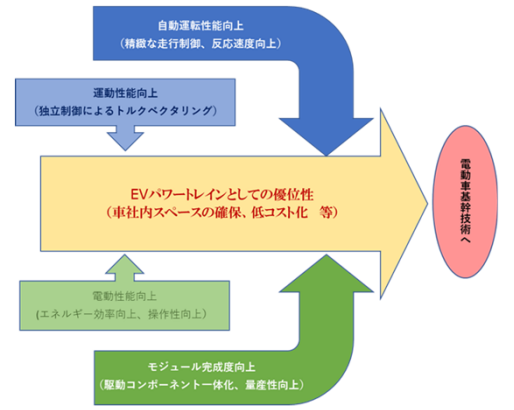 自動運転性能向上
（精緻な走行制御、反応速度向上）
運動性能向上
（独立制御によるトルクベクタリング）
EVパワートレインとしての優位性
（車社内スペースの確保、低コスト化　等）
電動車基幹技術へ
電動性能向上
(エネルギー効率向上、操作性向上）
モジュール完成度向上
（駆動コンポーネント一体化、量産性向上）